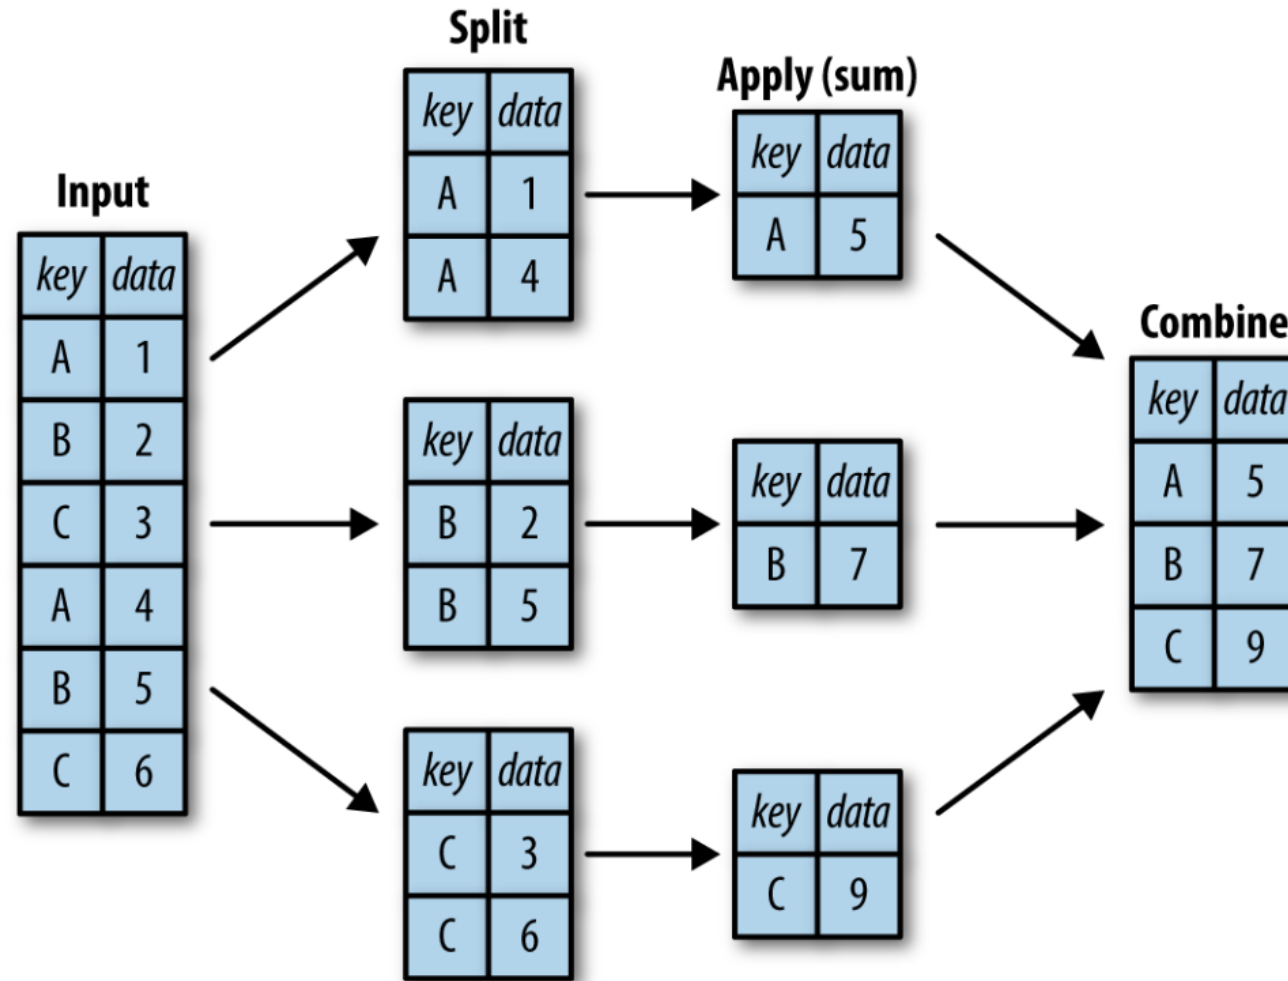 Input
key data
A 1
B 2
C 3
A 4
B 5
C 6
Split
key data
A 1
A 4
key data
B 2
B 5
key data
C 3
C 6
Apply (sum)
key data
A 5
key data
B 7
key data
C 9
Combine
key data
A 5
B 7
C 9